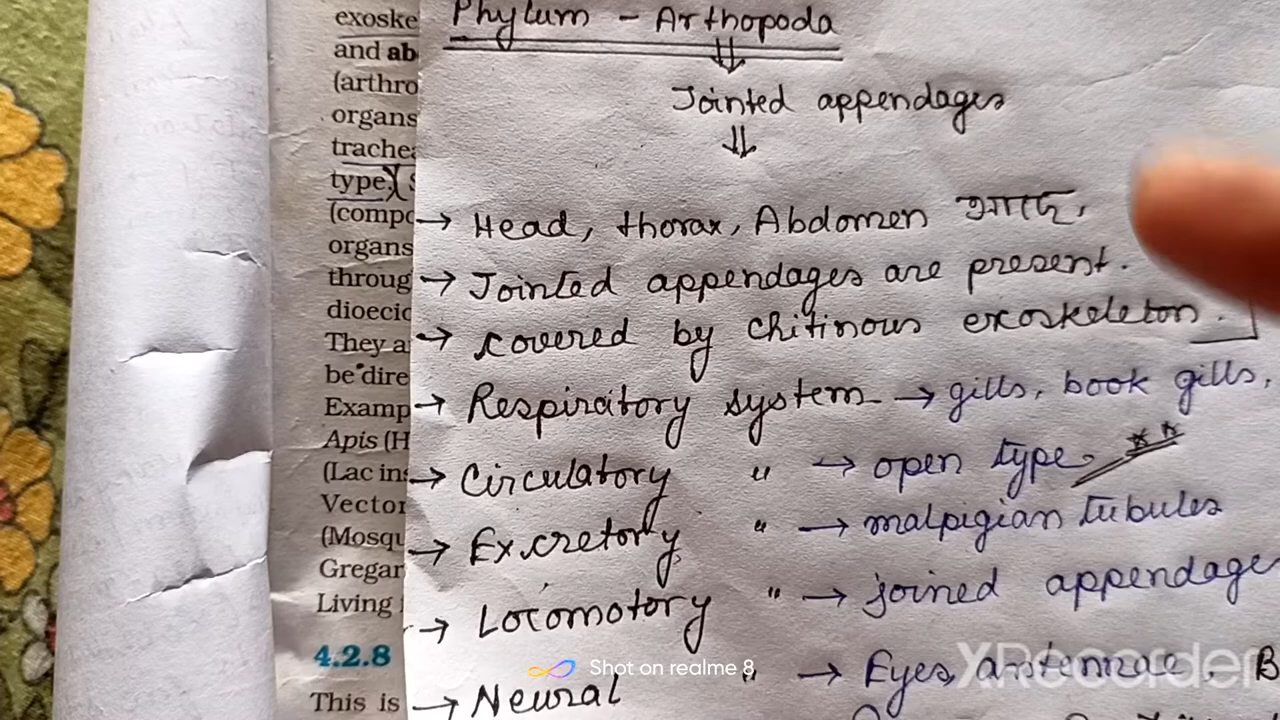 exoske
and ab
(arthro
organs
trachea
type.) S
(compo
organs
throug
dioecio
They a
be dire
Examp
Apis (H
(Lac ins
Vector
(Mosqu
Gregar
Living f
4.2.8
This is
Phylum - Arthopoda
⇓
Jointed appendages
⇓
→ Head, thorax, Abdomen
→ Jointed appendages are present.
→ covered by chitinous exoskeleton.
→ Respiratory system → gills, book gills,
→ Circulatory " → open type
→ Excretory " → malpigian tubules
→ Locomotory " → joined appendage
→ Neural " → Eyes, antennae, B
Shot on realme 8
XRecorder